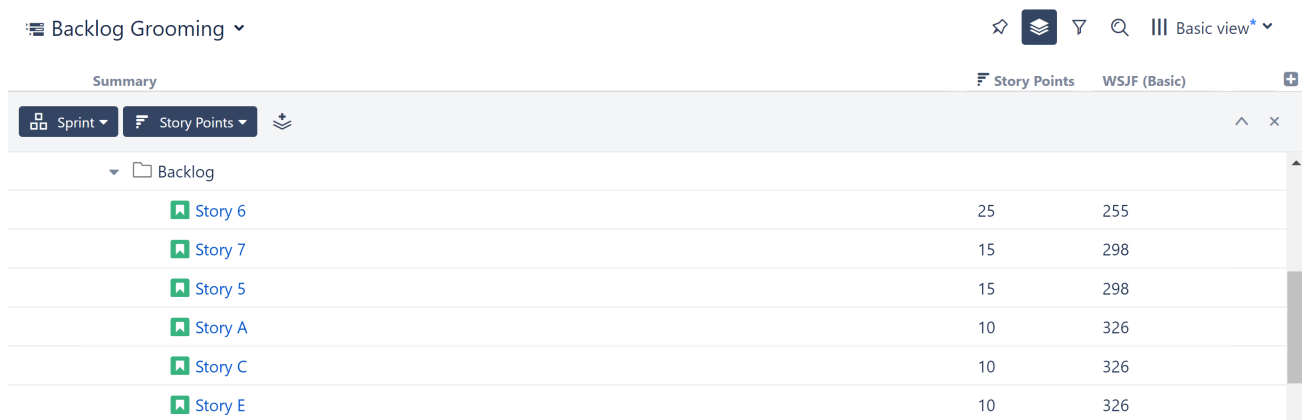 Backlog Grooming
Basic view*
Summary Story Points WSJF (Basic)
Sprint Story Points
Backlog
Story 6 25 255
Story 7 15 298
Story 5 15 298
Story A 10 326
Story C 10 326
Story E 10 326